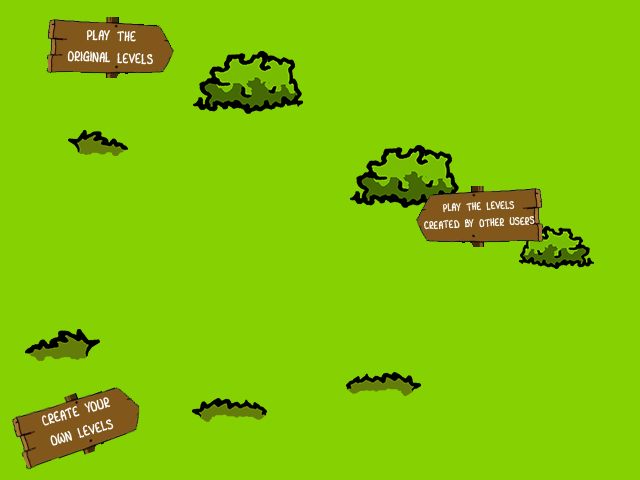 PLAY THE
ORIGINAL LEVELS
PLAY THE LEVELS
CREATED BY OTHER USERS
CREATE YOUR
OWN LEVELS